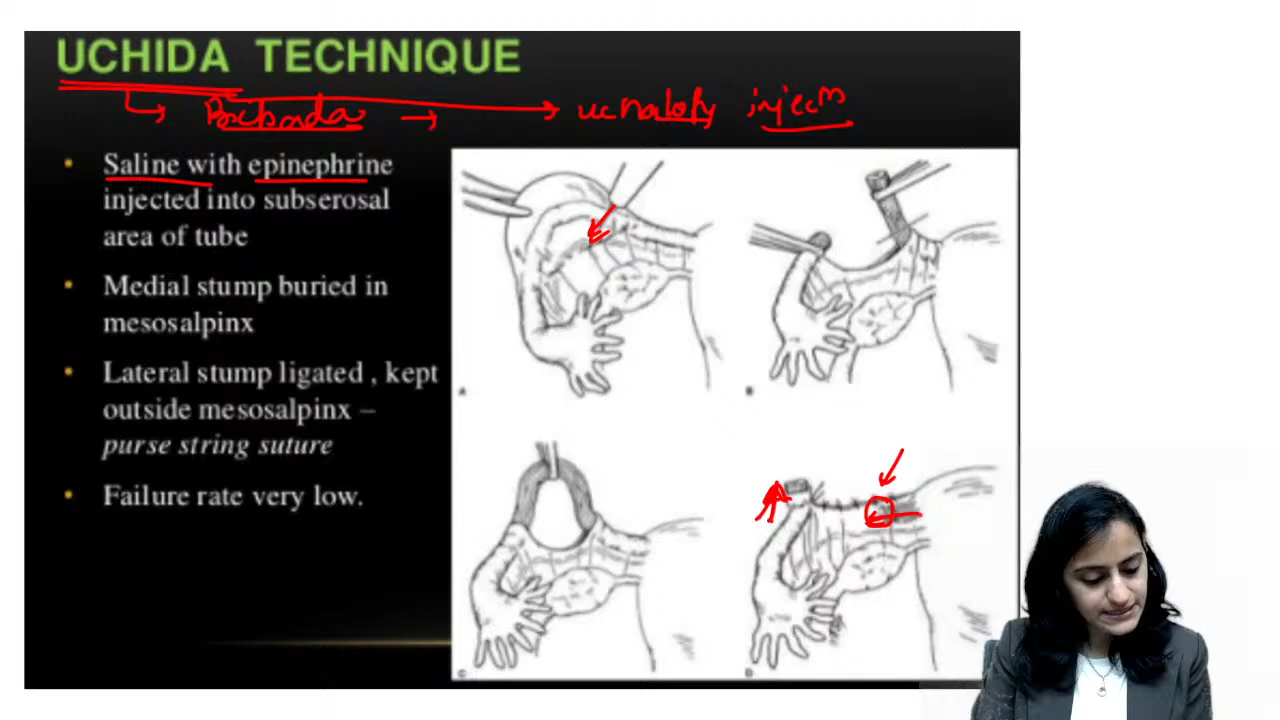 UCHIDA TECHNIQUE
injecⁿ
• Saline with epinephrine
injected into subserosal
area of tube
• Medial stump buried in
mesosalpinx
• Lateral stump ligated , kept
outside mesosalpinx –
purse string suture
• Failure rate very low.
A
B
C
D